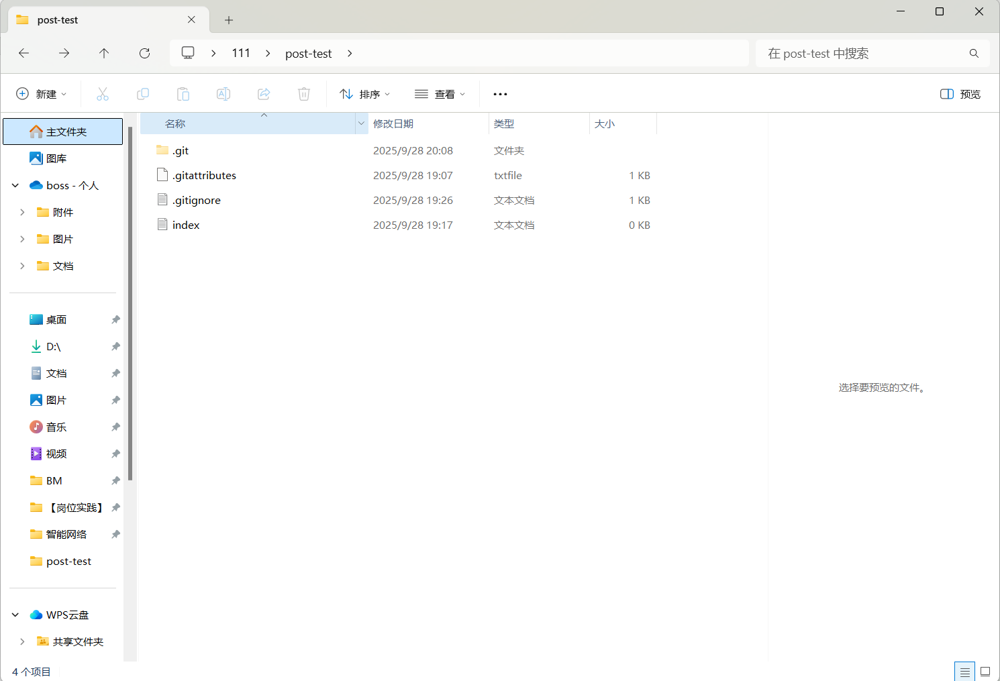 post-test
111
post-test
在 post-test 中搜索
新建
排序
查看
预览
主文件夹
图库
boss - 个人
附件
图片
文档
桌面
D:\
文档
图片
音乐
视频
BM
【岗位实践】
智能网络
post-test
WPS云盘
共享文件夹
名称 修改日期 类型 大小
.git 2025/9/28 20:08 文件夹
.gitattributes 2025/9/28 19:07 txtfile 1 KB
.gitignore 2025/9/28 19:26 文本文档 1 KB
index 2025/9/28 19:17 文本文档 0 KB
选择要预览的文件。
4 个项目